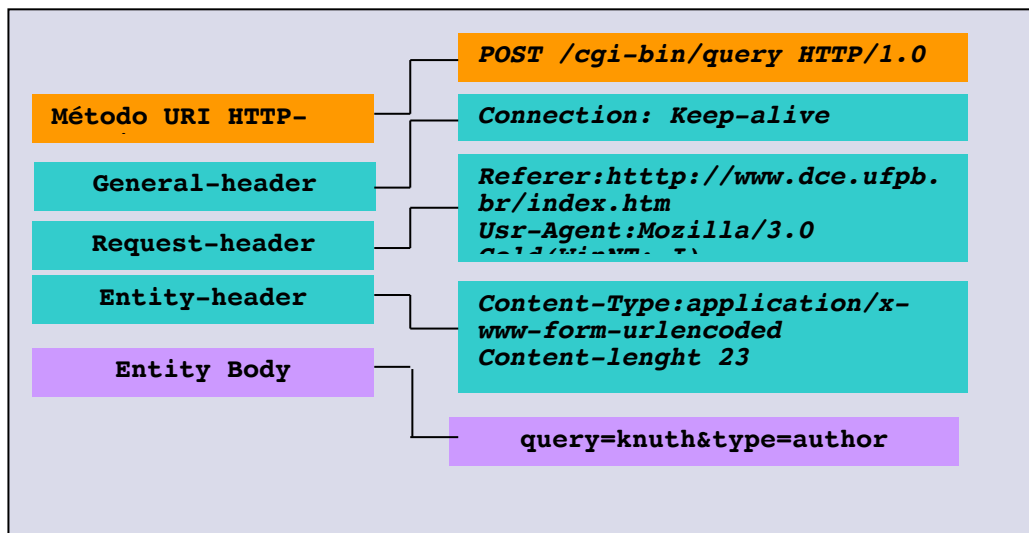 POST /cgi-bin/query HTTP/1.0
Método URI HTTP-
Connection: Keep-alive
General-header
Referer:htttp://www.dce.ufpb.
br/index.htm
Usr-Agent:Mozilla/3.0
Request-header
Entity-header
Content-Type:application/x-
www-form-urlencoded
Content-lenght 23
Entity Body
query=knuth&type=author